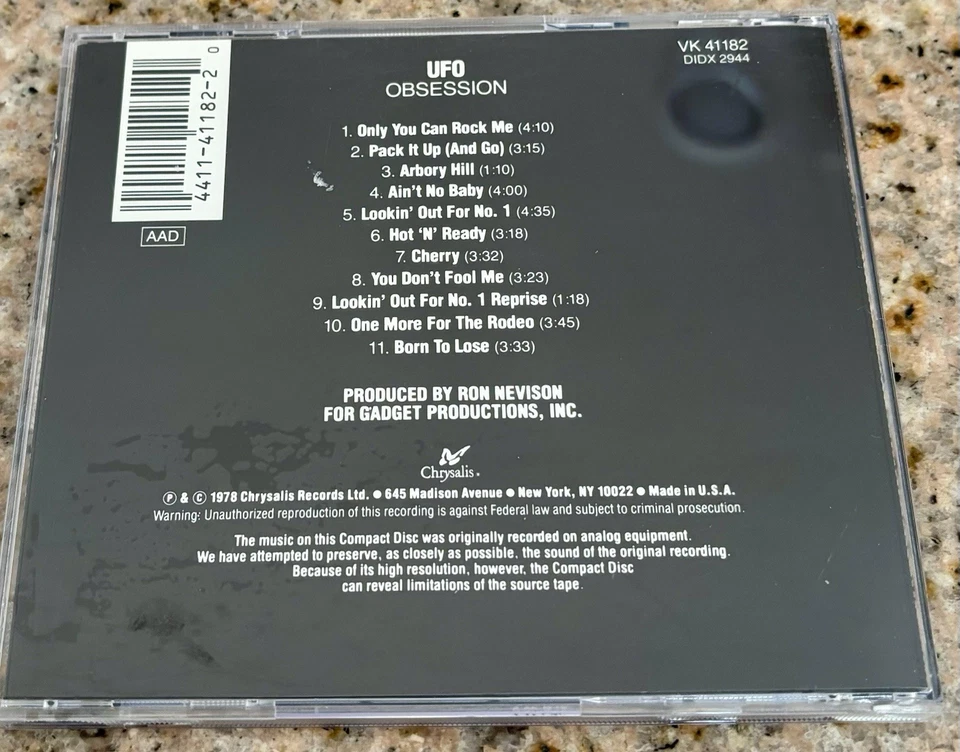 4411-41182-2
0
AAD
VK 41182
DIDX 2944
UFO
OBSESSION
1. Only You Can Rock Me (4:10)
2. Pack It Up (And Go) (3:15)
3. Arbory Hill (1:10)
4. Ain't No Baby (4:00)
5. Lookin' Out For No. 1 (4:35)
6. Hot 'N' Ready (3:18)
7. Cherry (3:32)
8. You Don't Fool Me (3:23)
9. Lookin' Out For No. 1 Reprise (1:18)
10. One More For The Rodeo (3:45)
11. Born To Lose (3:33)
PRODUCED BY RON NEVISON
FOR GADGET PRODUCTIONS, INC.
Chrysalis
Ⓟ & © 1978 Chrysalis Records Ltd. ● 645 Madison Avenue ● New York, NY 10022 ● Made in U.S.A.
Warning: Unauthorized reproduction of this recording is against Federal law and subject to criminal prosecution.
The music on this Compact Disc was originally recorded on analog equipment.
We have attempted to preserve, as closely as possible, the sound of the original recording.
Because of its high resolution, however, the Compact Disc
can reveal limitations of the source tape.